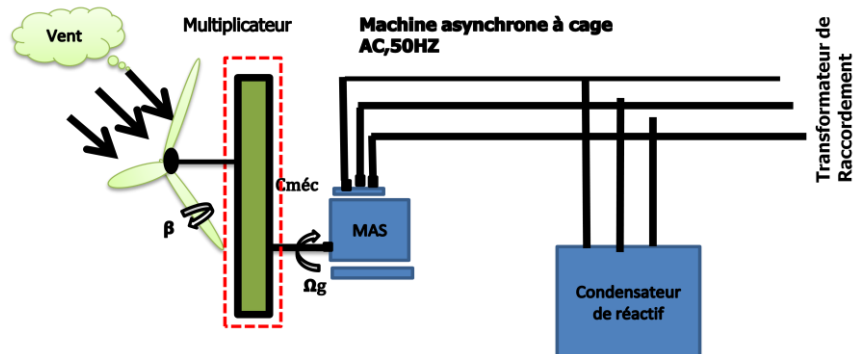 Vent
Multiplicateur
Machine asynchrone à cage
AC,50HZ
Transformateur de
Raccordement
Cméc
β
MAS
Ωg
Condensateur
de réactif